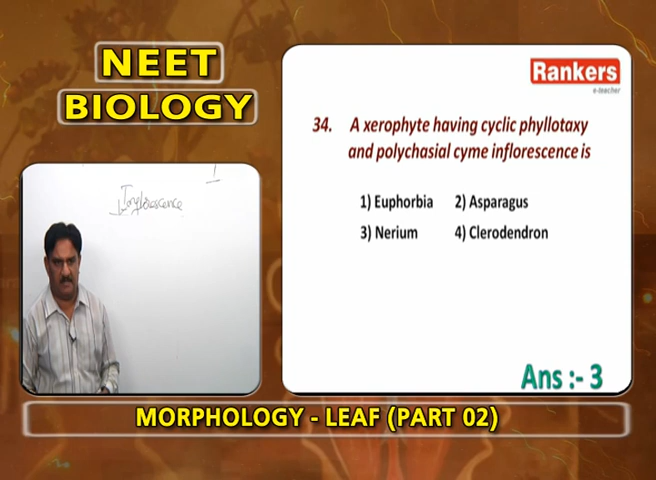 NEET
BIOLOGY
Inflorescence
Rankers
e-teacher
34. A xerophyte having cyclic phyllotaxy
and polychasial cyme inflorescence is
1) Euphorbia 2) Asparagus
3) Nerium 4) Clerodendron
Ans :- 3
MORPHOLOGY - LEAF (PART 02)